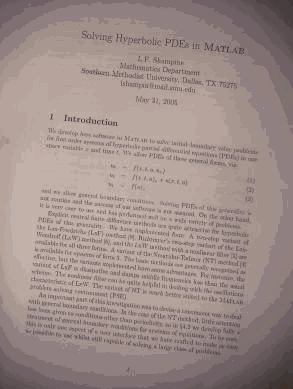 Solving Hyperbolic PDEs in MATLAB
L.F. Shampine
Mathematics Department
Southern Methodist University, Dallas, TX 75275
lshampin@mail.smu.edu
May 31, 2005
1 Introduction
We develop here software in MATLAB to solve initial-boundary value problems
for first order systems of hyperbolic partial differential equations (PDEs) in one
space variable x and time t. We allow PDEs of three general forms, viz.
(1)
(2)
(3)
and we allow general boundary conditions. Solving PDEs of this generality is
not routine and the success of our software is not assured. On the other hand,
it is very easy to use and has performed well on a wide variety of problems.
Explicit central finite difference methods are quite attractive for hyperbolic
PDEs of this generality. We have implemented four: A two-step variant of
the Lax-Friedrichs (LxF) method [8], Richtmyer's two-step variant of the Lax-
Wendroff (LxW) method [6], and the LxW method with a nonlinear filter [2] are
available for all three forms. A variant of the Nessyahu-Tadmor (NT) method [6]
is available for systems of form 3. The basic methods are generally recognized as
effective, but the variants implemented have some advantages. For instance, the
variant of LxF is dissipative and damps middle frequencies less than the usual
scheme. The nonlinear filter can be quite helpful in dealing with the oscillations
characteristic of LxW. The variant of NT is much better suited to the MATLAB
problem solving environment (PSE).
An important part of this investigation was to devise a convenient way to deal
with general boundary conditions. In the case of the NT method, little attention
has been given to conditions other than periodicity, so in §4.2 we develop fully a
treatment of general boundary conditions for systems of equations. To be sure,
this is only one aspect of a user interface that we have crafted to make as easy
as possible to use whilst still capable of solving a large class of problems.